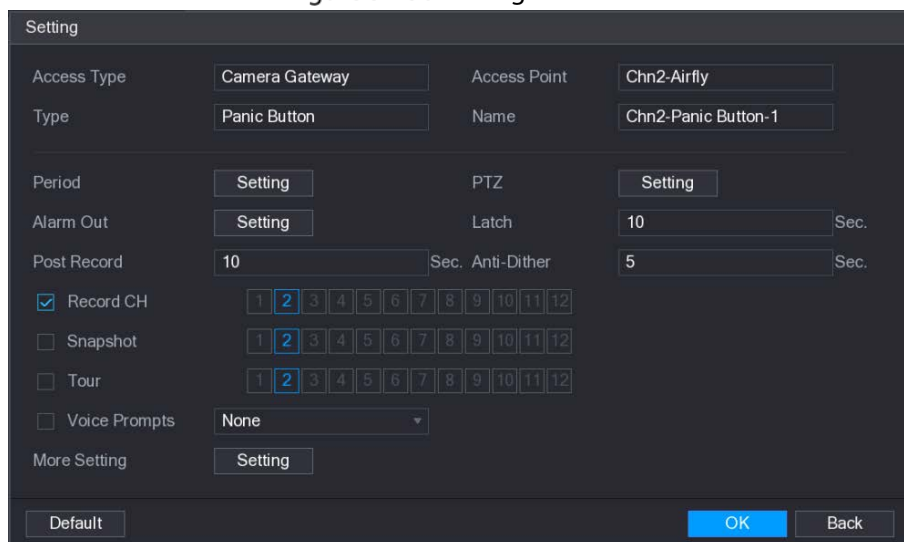 Setting
Access Type Camera Gateway Access Point Chn2-Airfly
Type Panic Button Name Chn2-Panic Button-1
Period Setting PTZ Setting
Alarm Out Setting Latch 10 Sec.
Post Record 10 Sec. Anti-Dither 5 Sec.
Record CH 1 2 3 4 5 6 7 8 9 10 11 12
Snapshot 1 2 3 4 5 6 7 8 9 10 11 12
Tour 1 2 3 4 5 6 7 8 9 10 11 12
Voice Prompts None
More Setting Setting
Default OK Back